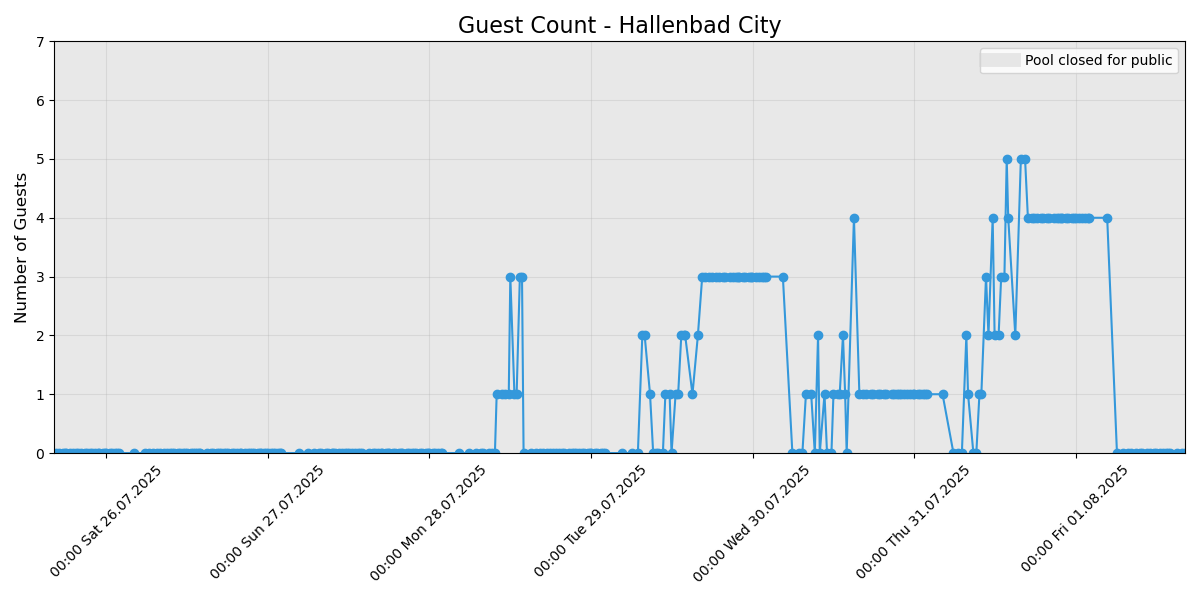 Guest Count - Hallenbad City
Pool closed for public
Number of Guests
7
6
5
4
3
2
1
0
00:00 Sat 26.07.2025
00:00 Sun 27.07.2025
00:00 Mon 28.07.2025
00:00 Tue 29.07.2025
00:00 Wed 30.07.2025
00:00 Thu 31.07.2025
00:00 Fri 01.08.2025